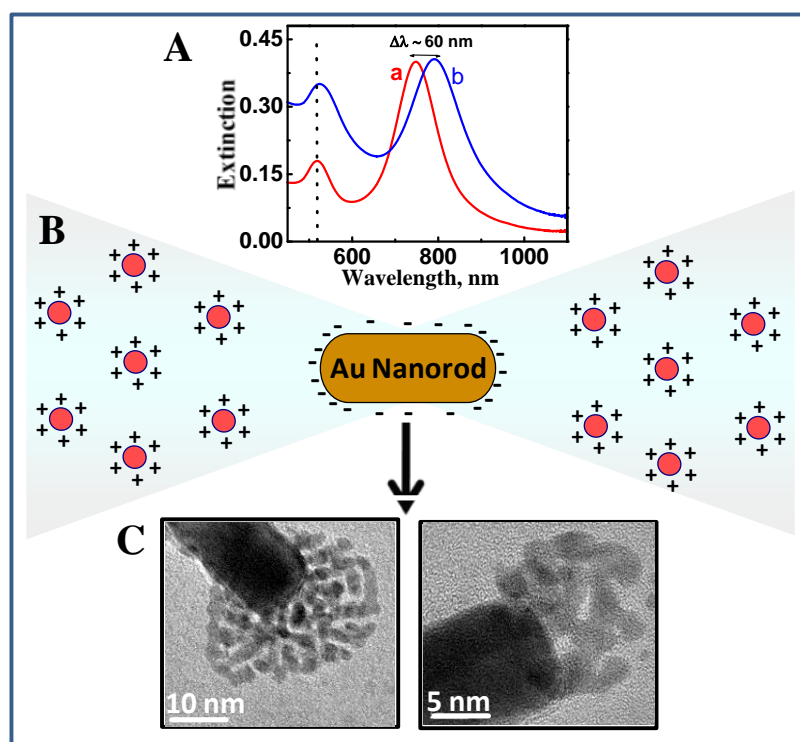 A
Δλ ~ 60 nm
a
b
0.45
0.30
0.15
0.00
Extinction
600
800
1000
Wavelength, nm
B
Au Nanorod
C
10 nm
5 nm